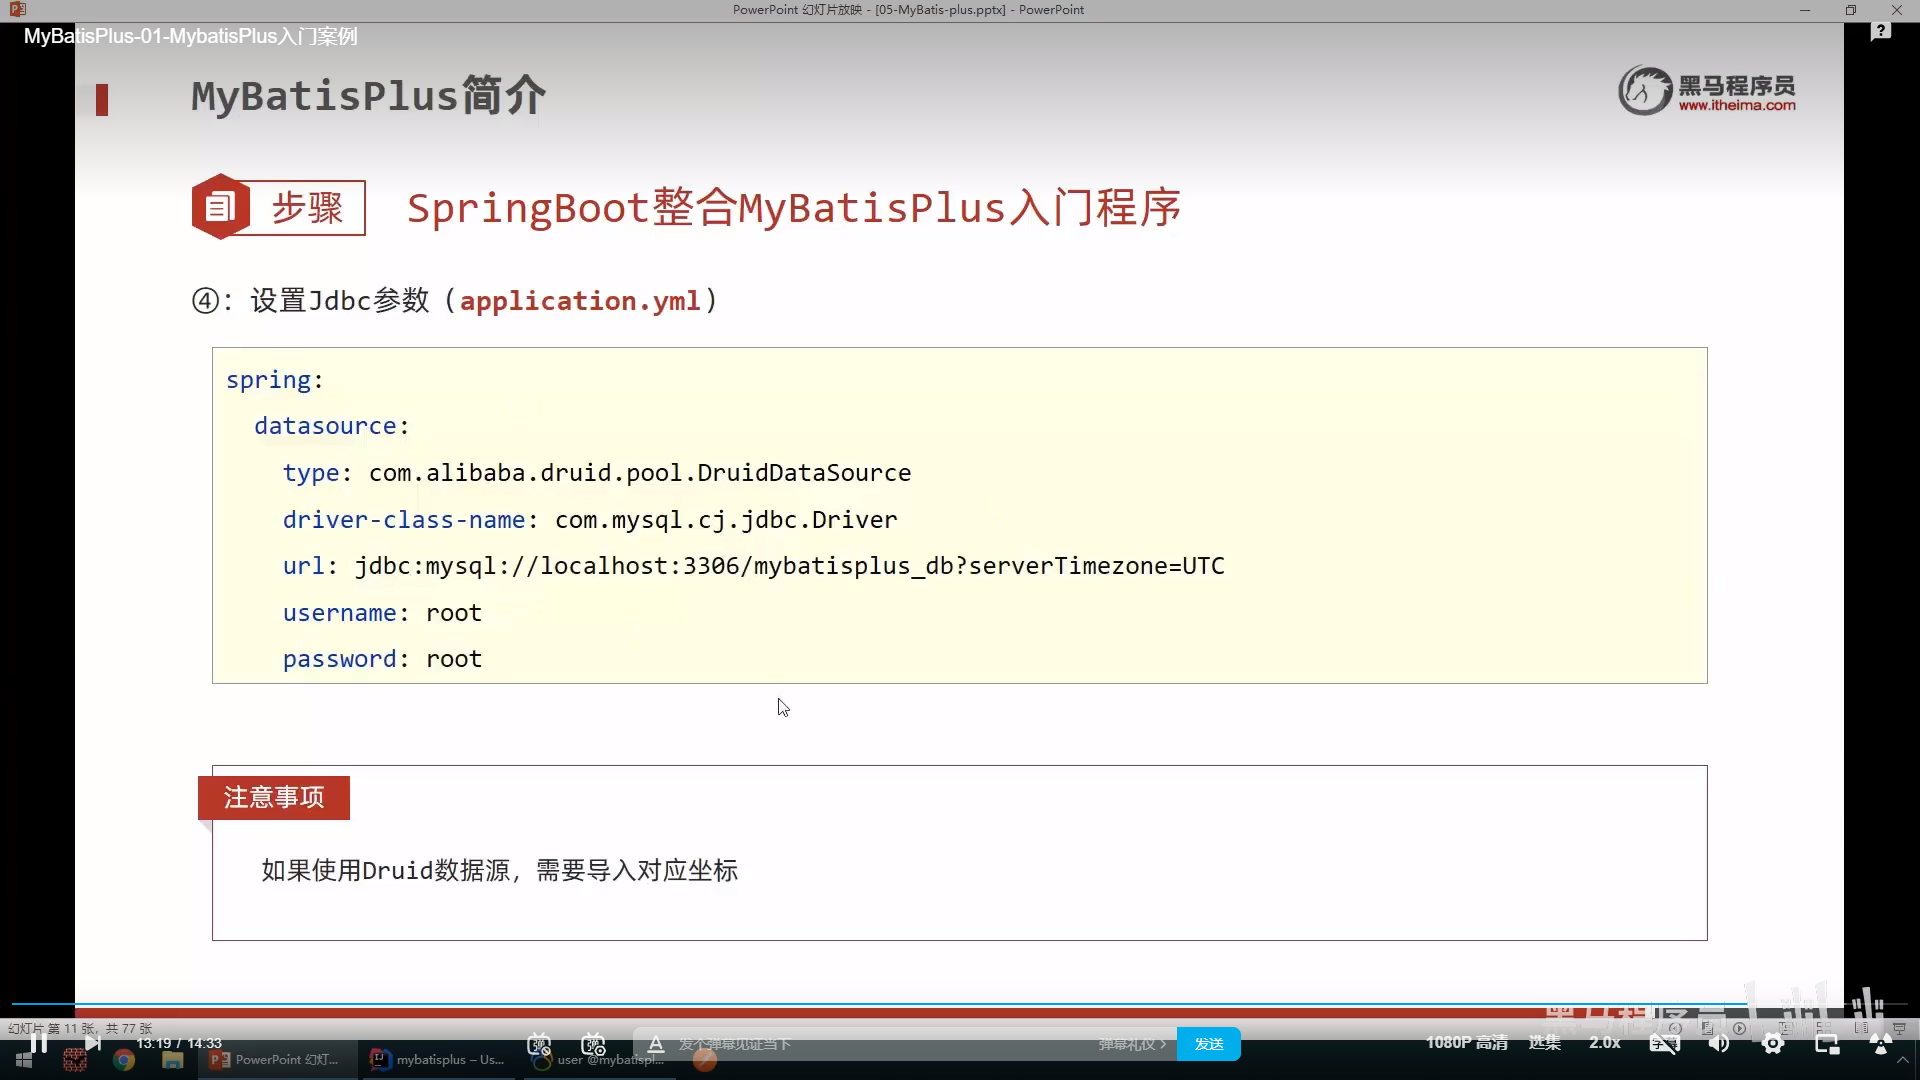 PowerPoint 幻灯片放映 - [05-MyBatis-plus.pptx] - PowerPoint
MyBatisPlus-01-MybatisPlus入门案例
MyBatisPlus简介
黑马程序员
www.itheima.com
步骤
SpringBoot整合MyBatisPlus入门程序
④：设置Jdbc参数（application.yml）
spring:
datasource:
type: com.alibaba.druid.pool.DruidDataSource
driver-class-name: com.mysql.cj.jdbc.Driver
url: jdbc:mysql://localhost:3306/mybatisplus_db?serverTimezone=UTC
username: root
password: root
注意事项
如果使用Druid数据源，需要导入对应坐标
幻灯片 第 11 张，共 77 张
13:19 / 14:33
发个弹幕见证当下
弹幕礼仪 >
发送
1080P 高清
选集
2.0x
PowerPoint 幻灯...
mybatisplus – Us...
user @mybatispl...